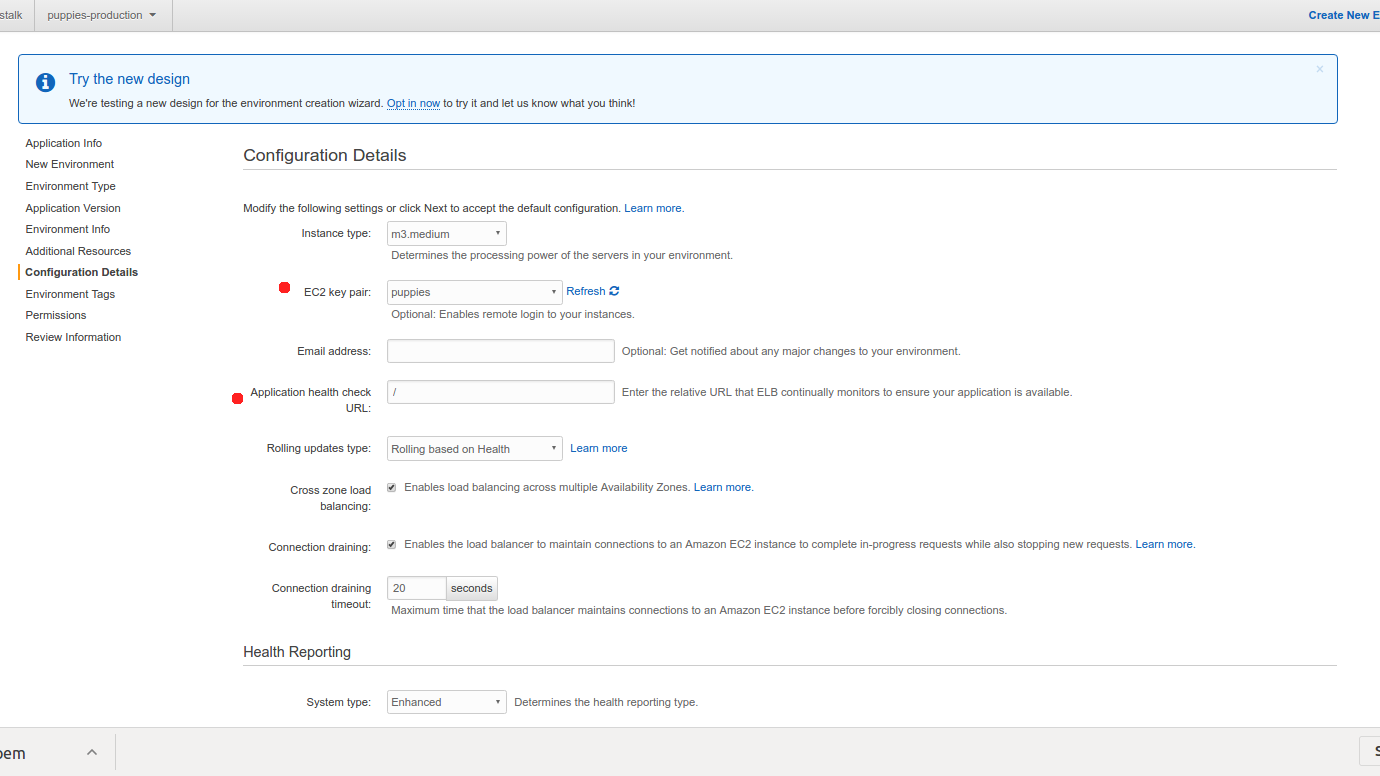 stalk puppies-production Create New E
Try the new design
We're testing a new design for the environment creation wizard. Opt in now to try it and let us know what you think!
Application Info
New Environment
Environment Type
Application Version
Environment Info
Additional Resources
Configuration Details
Environment Tags
Permissions
Review Information
Configuration Details
Modify the following settings or click Next to accept the default configuration. Learn more.
Instance type: m3.medium
Determines the processing power of the servers in your environment.
EC2 key pair: puppies Refresh
Optional: Enables remote login to your instances.
Email address: Optional: Get notified about any major changes to your environment.
Application health check URL: / Enter the relative URL that ELB continually monitors to ensure your application is available.
Rolling updates type: Rolling based on Health Learn more
Cross zone load balancing: Enables load balancing across multiple Availability Zones. Learn more.
Connection draining: Enables the load balancer to maintain connections to an Amazon EC2 instance to complete in-progress requests while also stopping new requests. Learn more.
Connection draining timeout: 20 seconds
Maximum time that the load balancer maintains connections to an Amazon EC2 instance before forcibly closing connections.
Health Reporting
System type: Enhanced Determines the health reporting type.
pem